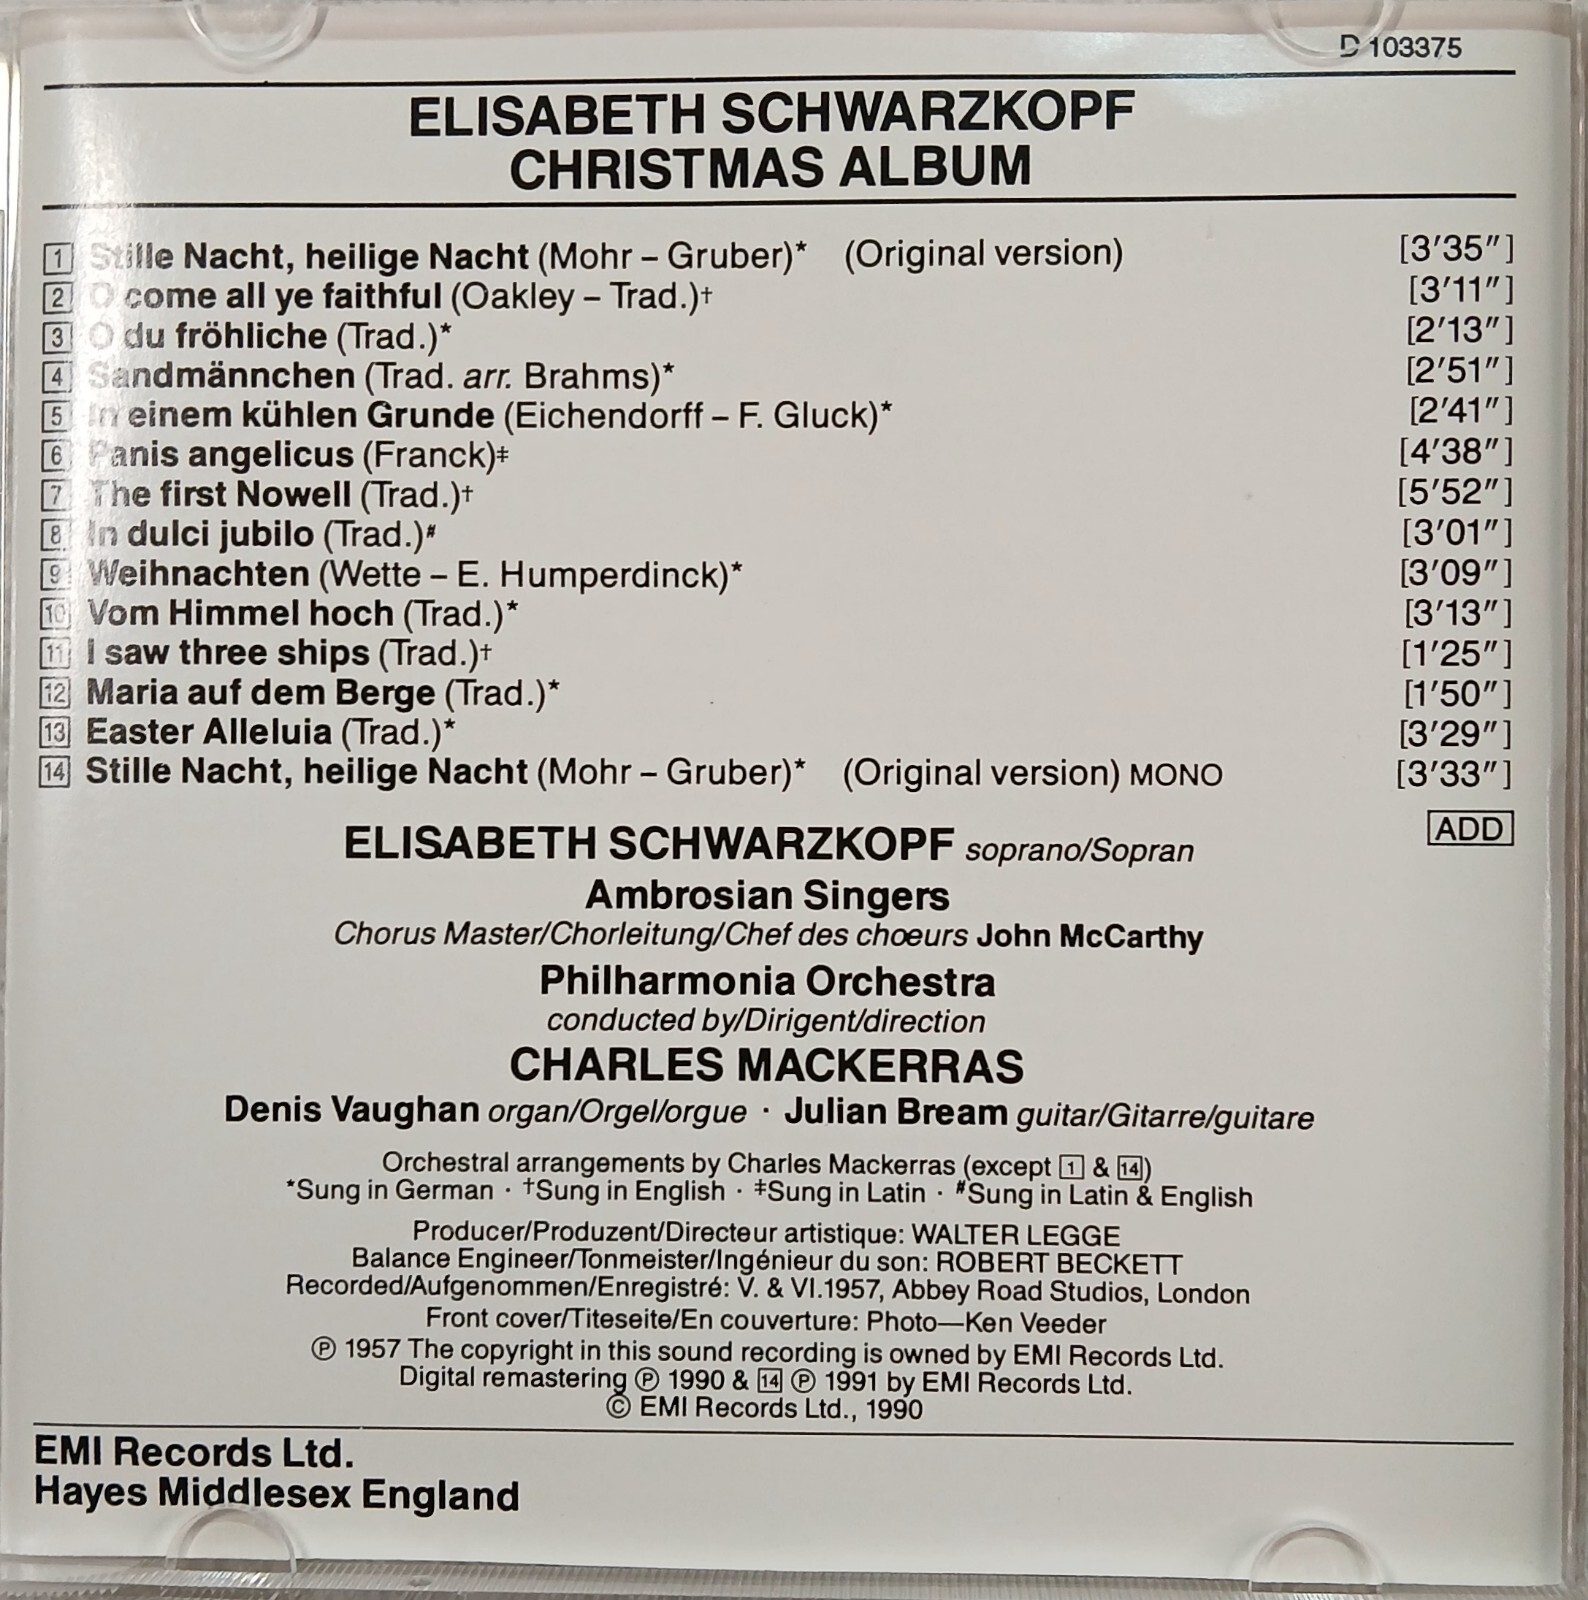 D 103375
ELISABETH SCHWARZKOPF
CHRISTMAS ALBUM
1 Stille Nacht, heilige Nacht (Mohr – Gruber)* (Original version) [3′35″]
2 O come all ye faithful (Oakley – Trad.)† [3′11″]
3 O du fröhliche (Trad.)* [2′13″]
4 Sandmännchen (Trad. arr. Brahms)* [2′51″]
5 In einem kühlen Grunde (Eichendorff – F. Gluck)* [2′41″]
6 Panis angelicus (Franck)‡ [4′38″]
7 The first Nowell (Trad.)† [5′52″]
8 In dulci jubilo (Trad.)# [3′01″]
9 Weihnachten (Wette – E. Humperdinck)* [3′09″]
10 Vom Himmel hoch (Trad.)* [3′13″]
11 I saw three ships (Trad.)† [1′25″]
12 Maria auf dem Berge (Trad.)* [1′50″]
13 Easter Alleluia (Trad.)* [3′29″]
14 Stille Nacht, heilige Nacht (Mohr – Gruber)* (Original version) MONO [3′33″]
ADD
ELISABETH SCHWARZKOPF soprano/Sopran
Ambrosian Singers
Chorus Master/Chorleitung/Chef des chœurs John McCarthy
Philharmonia Orchestra
conducted by/Dirigent/direction
CHARLES MACKERRAS
Denis Vaughan organ/Orgel/orgue · Julian Bream guitar/Gitarre/guitare
Orchestral arrangements by Charles Mackerras (except 1 & 14)
*Sung in German · †Sung in English · ‡Sung in Latin · #Sung in Latin & English
Producer/Produzent/Directeur artistique: WALTER LEGGE
Balance Engineer/Tonmeister/Ingénieur du son: ROBERT BECKETT
Recorded/Aufgenommen/Enregistré: V. & VI.1957, Abbey Road Studios, London
Front cover/Titeseite/En couverture: Photo—Ken Veeder
℗ 1957 The copyright in this sound recording is owned by EMI Records Ltd.
Digital remastering ℗ 1990 & 14 ℗ 1991 by EMI Records Ltd.
© EMI Records Ltd., 1990
EMI Records Ltd.
Hayes Middlesex England